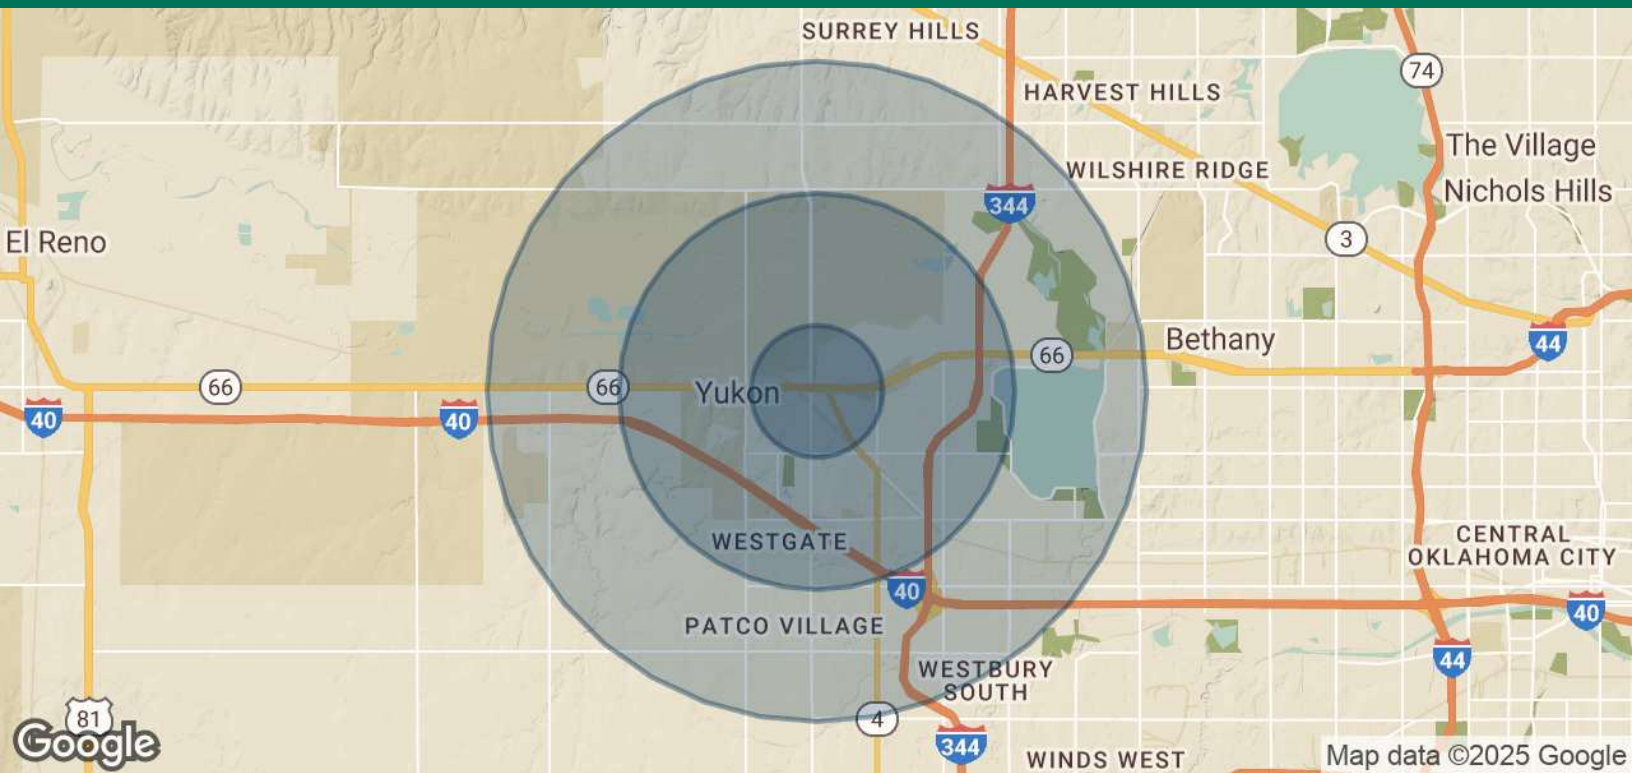 SURREY HILLS
74
HARVEST HILLS
The Village
WILSHIRE RIDGE
Nichols Hills
344
3
El Reno
Bethany
66
44
66
66
Yukon
40
40
WESTGATE
CENTRAL
OKLAHOMA CITY
40
40
PATCO VILLAGE
44
WESTBURY
SOUTH
81
4
Google
344
WINDS WEST
Map data ©2025 Google